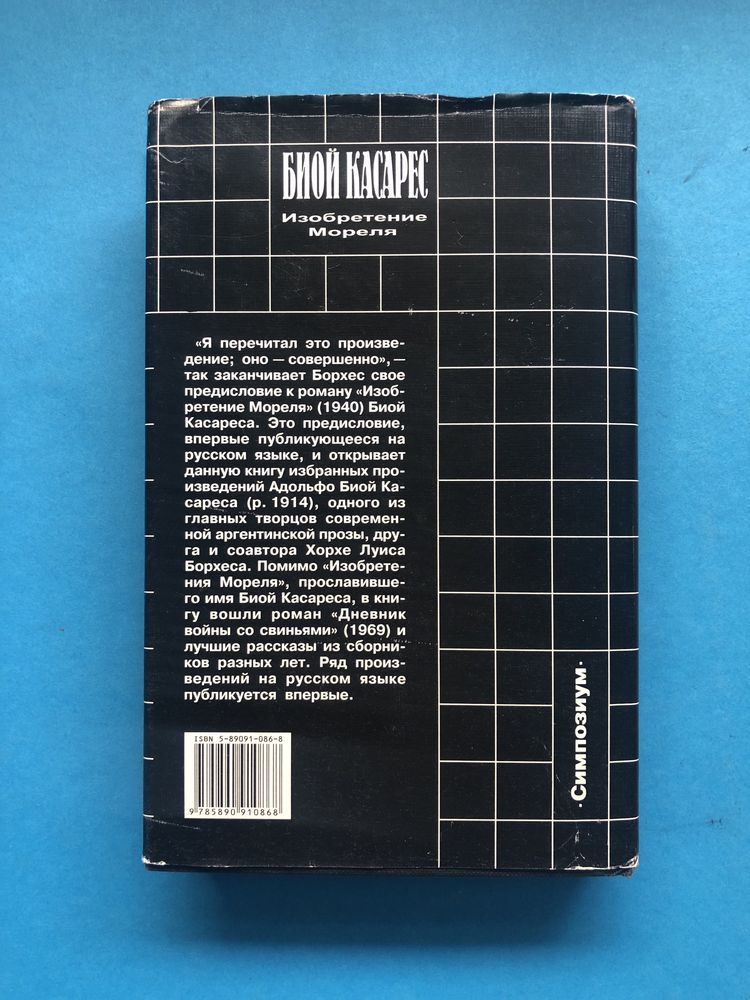 БИОЙ КАСАРЕС
Изобретение
Мореля
«Я перечитал это произве-
дение; оно — совершенно», —
так заканчивает Борхес свое
предисловие к роману «Изоб-
ретение Мореля» (1940) Биой
Касареса. Это предисловие,
впервые публикующееся на
русском языке, и открывает
данную книгу избранных про-
изведений Адольфо Биой Ка-
сареса (р. 1914), одного из
главных творцов современ-
ной аргентинской прозы, дру-
га и соавтора Хорхе Луиса
Борхеса. Помимо «Изобрете-
ния Мореля», прославивше-
го имя Биой Касареса, в кни-
гу вошли роман «Дневник
войны со свиньями» (1969) и
лучшие рассказы из сборни-
ков разных лет. Ряд произ-
ведений на русском языке
публикуется впервые.
·Симпозиум·
ISBN 5-89091-086-8
9 785890 910868